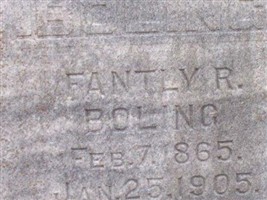 FANTLY R.
BOLING
FEB. 7, 1865.
JAN. 25, 1905.